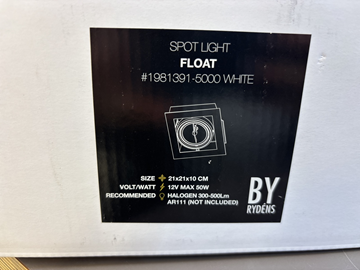 SPOT LIGHT
FLOAT
#1981391-5000 WHITE
SIZE 21x21x10 CM
VOLT/WATT 12V MAX 50W
RECOMMENDED HALOGEN 300-500Lm
AR111 (NOT INCLUDED)
BY
RYDÉNS